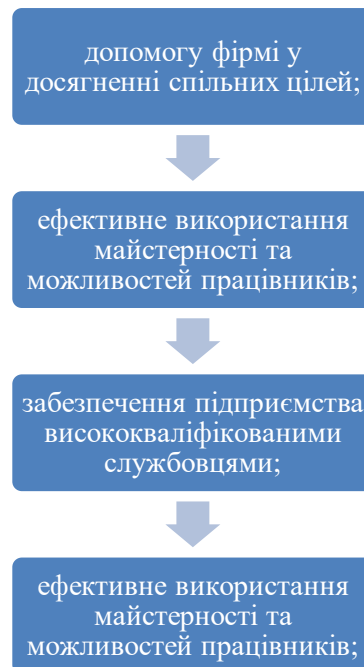 допомогу фірмі у
досягненні спільних цілей;
ефективне використання
майстерності та
можливостей працівників;
забезпечення підприємства
висококваліфікованими
службовцями;
ефективне використання
майстерності та
можливостей працівників;